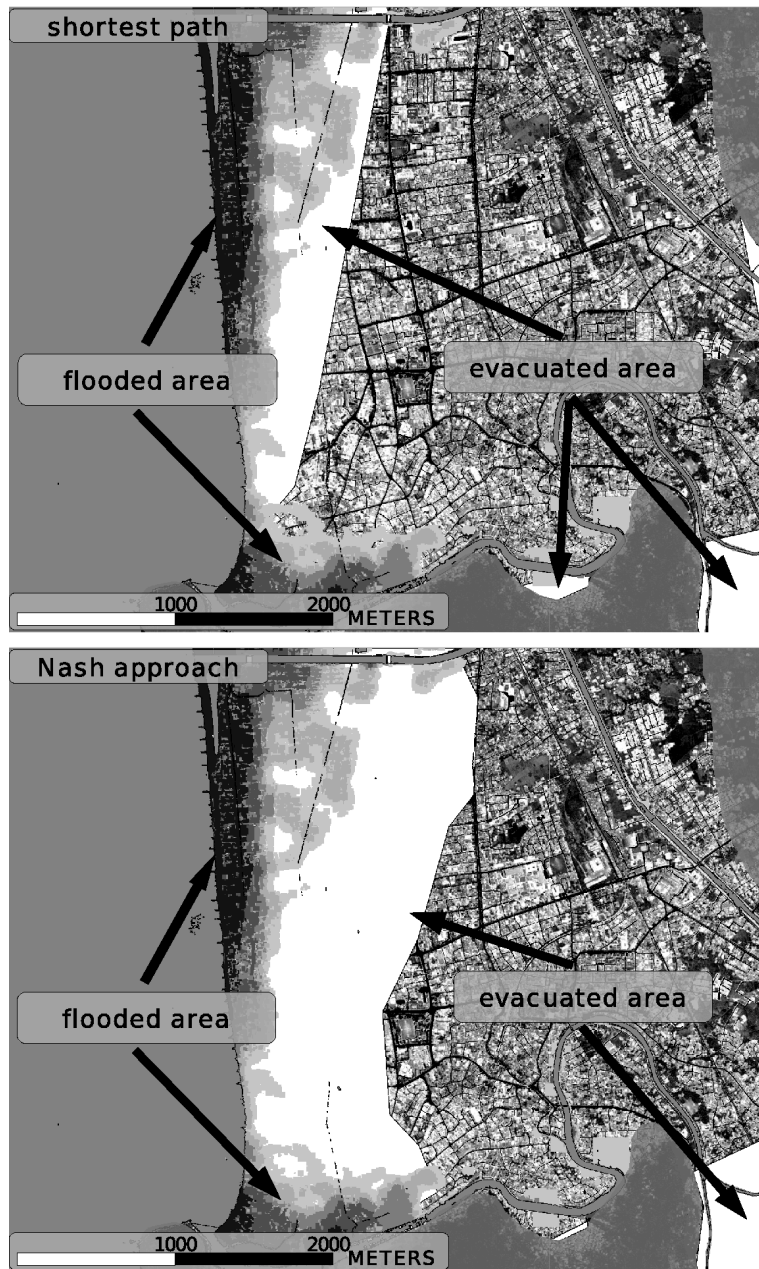 shortest path
flooded area
evacuated area
1000 2000
METERS
Nash approach
flooded area
evacuated area
1000 2000
METERS